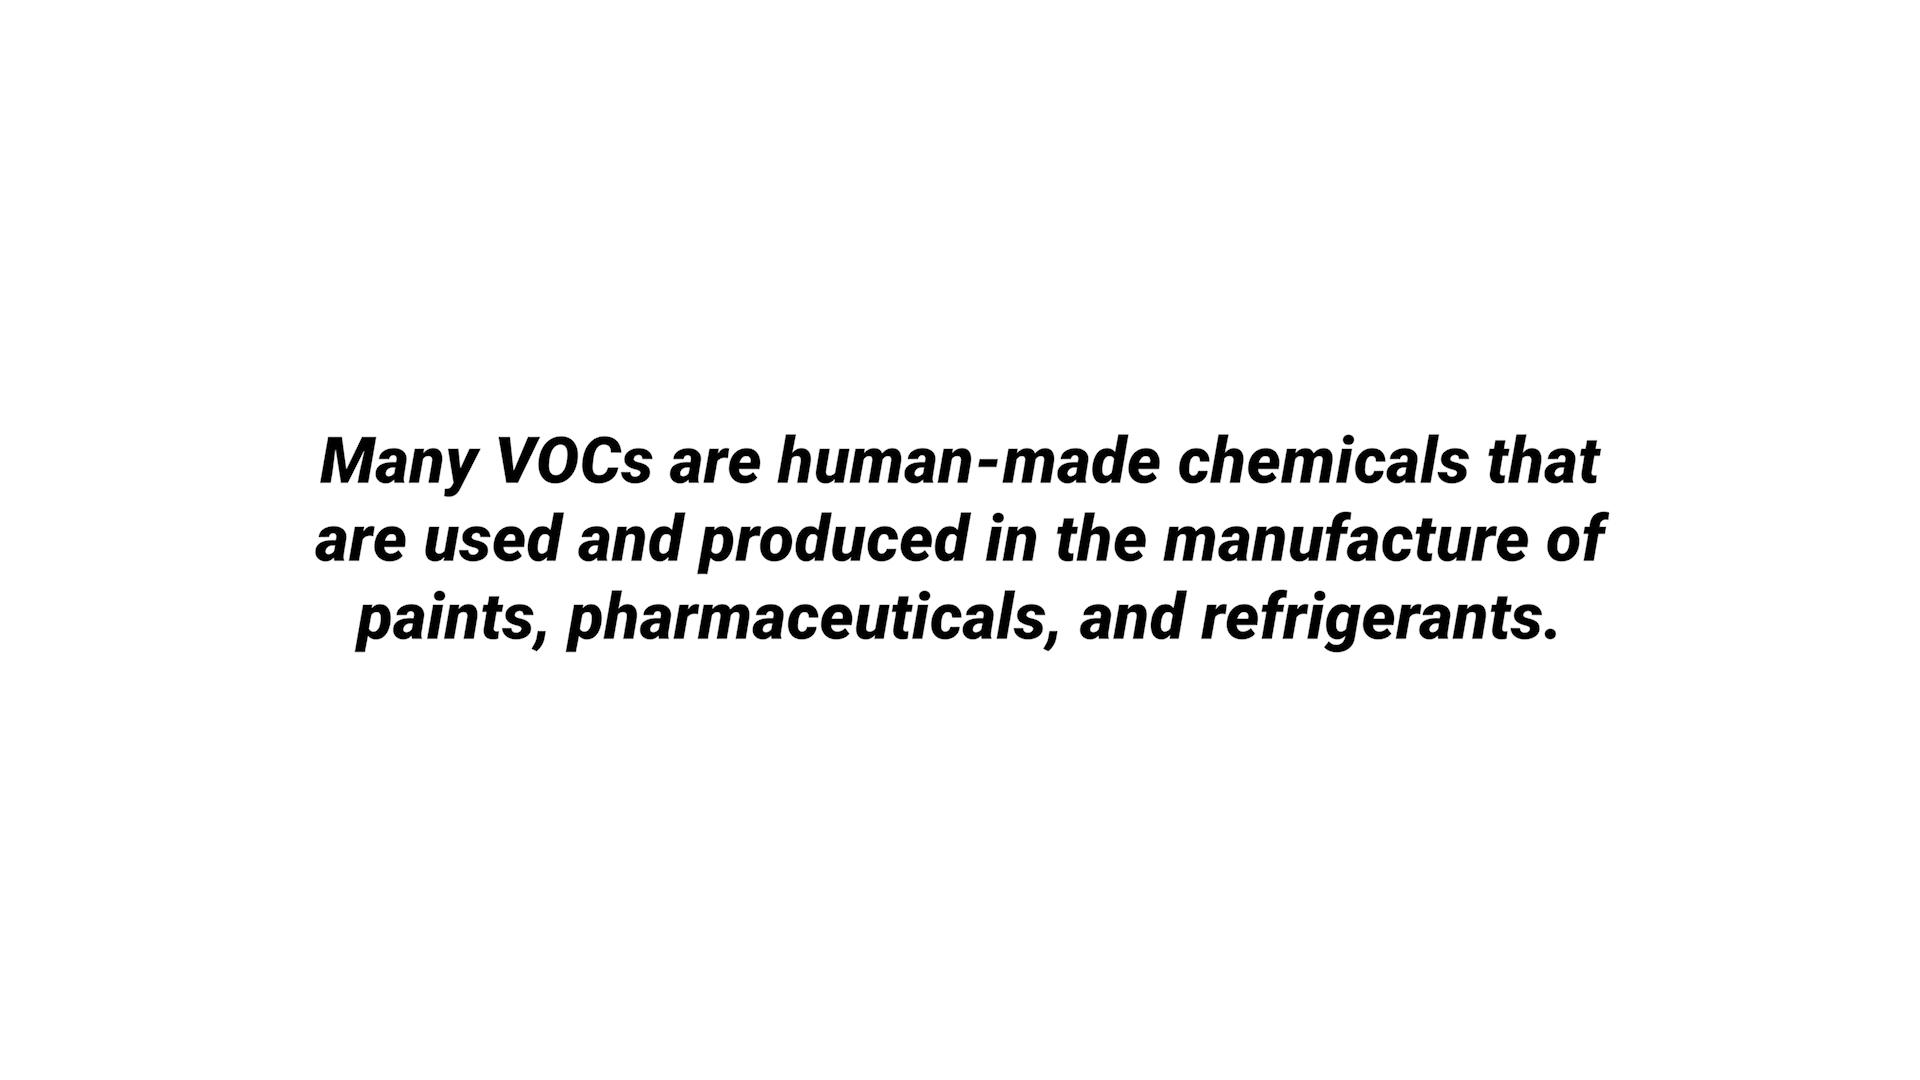 Many VOCs are human-made chemicals that
are used and produced in the manufacture of
paints, pharmaceuticals, and refrigerants.